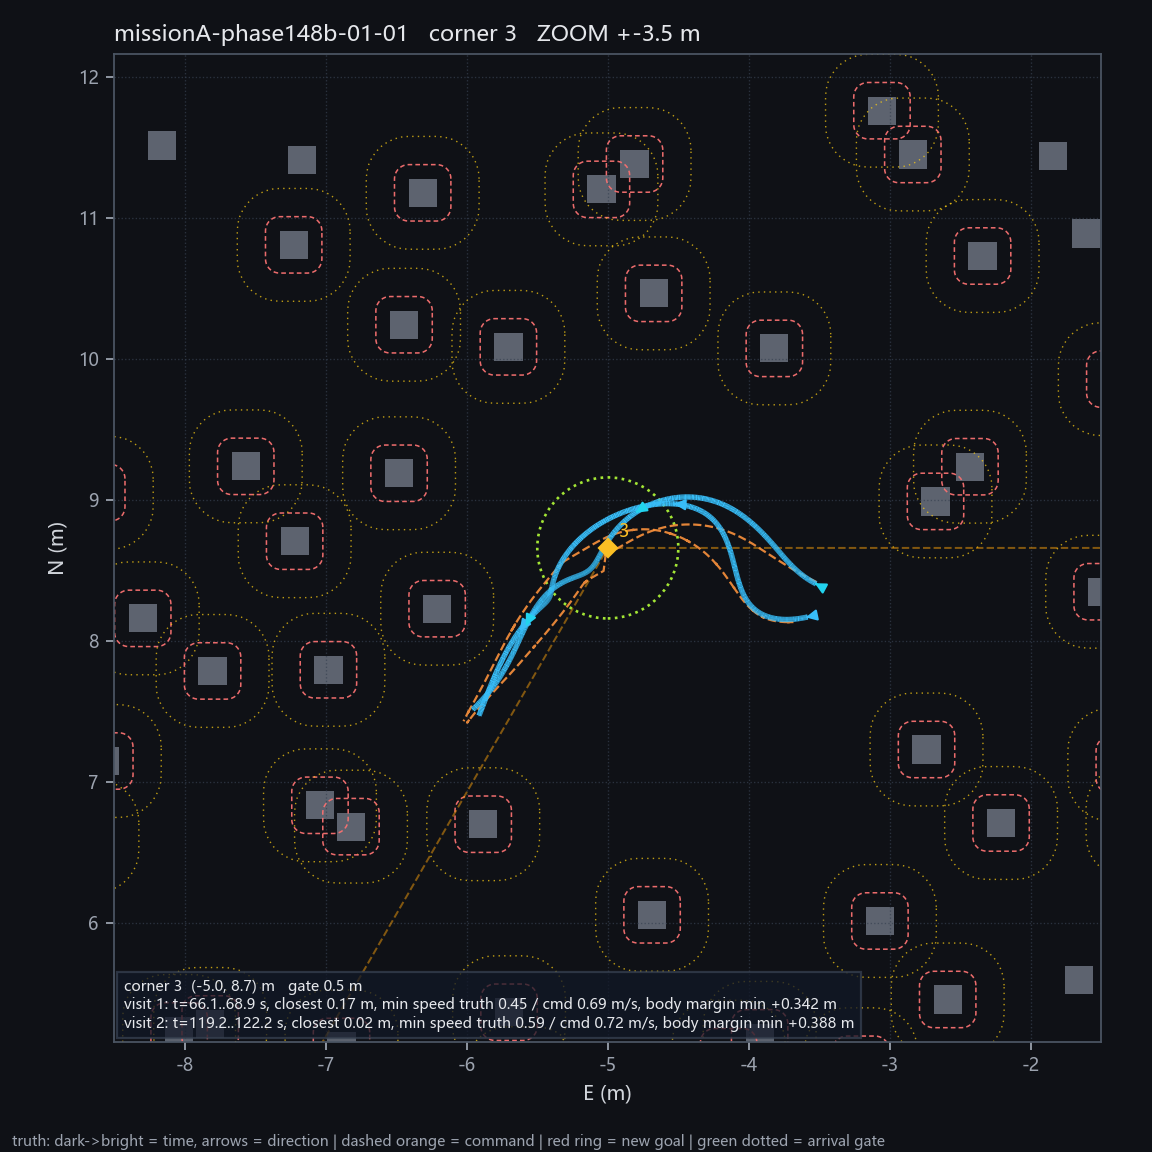 missionA-phase148b-01-01   corner 3   ZOOM +-3.5 m
12
11
10
9
8
7
6
N (m)
3
corner 3  (-5.0, 8.7) m   gate 0.5 m
visit 1: t=66.1..68.9 s, closest 0.17 m, min speed truth 0.45 / cmd 0.69 m/s, body margin min +0.342 m
visit 2: t=119.2..122.2 s, closest 0.02 m, min speed truth 0.59 / cmd 0.72 m/s, body margin min +0.388 m
-8 -7 -6 -5 -4 -3 -2
E (m)
truth: dark->bright = time, arrows = direction | dashed orange = command | red ring = new goal | green dotted = arrival gate